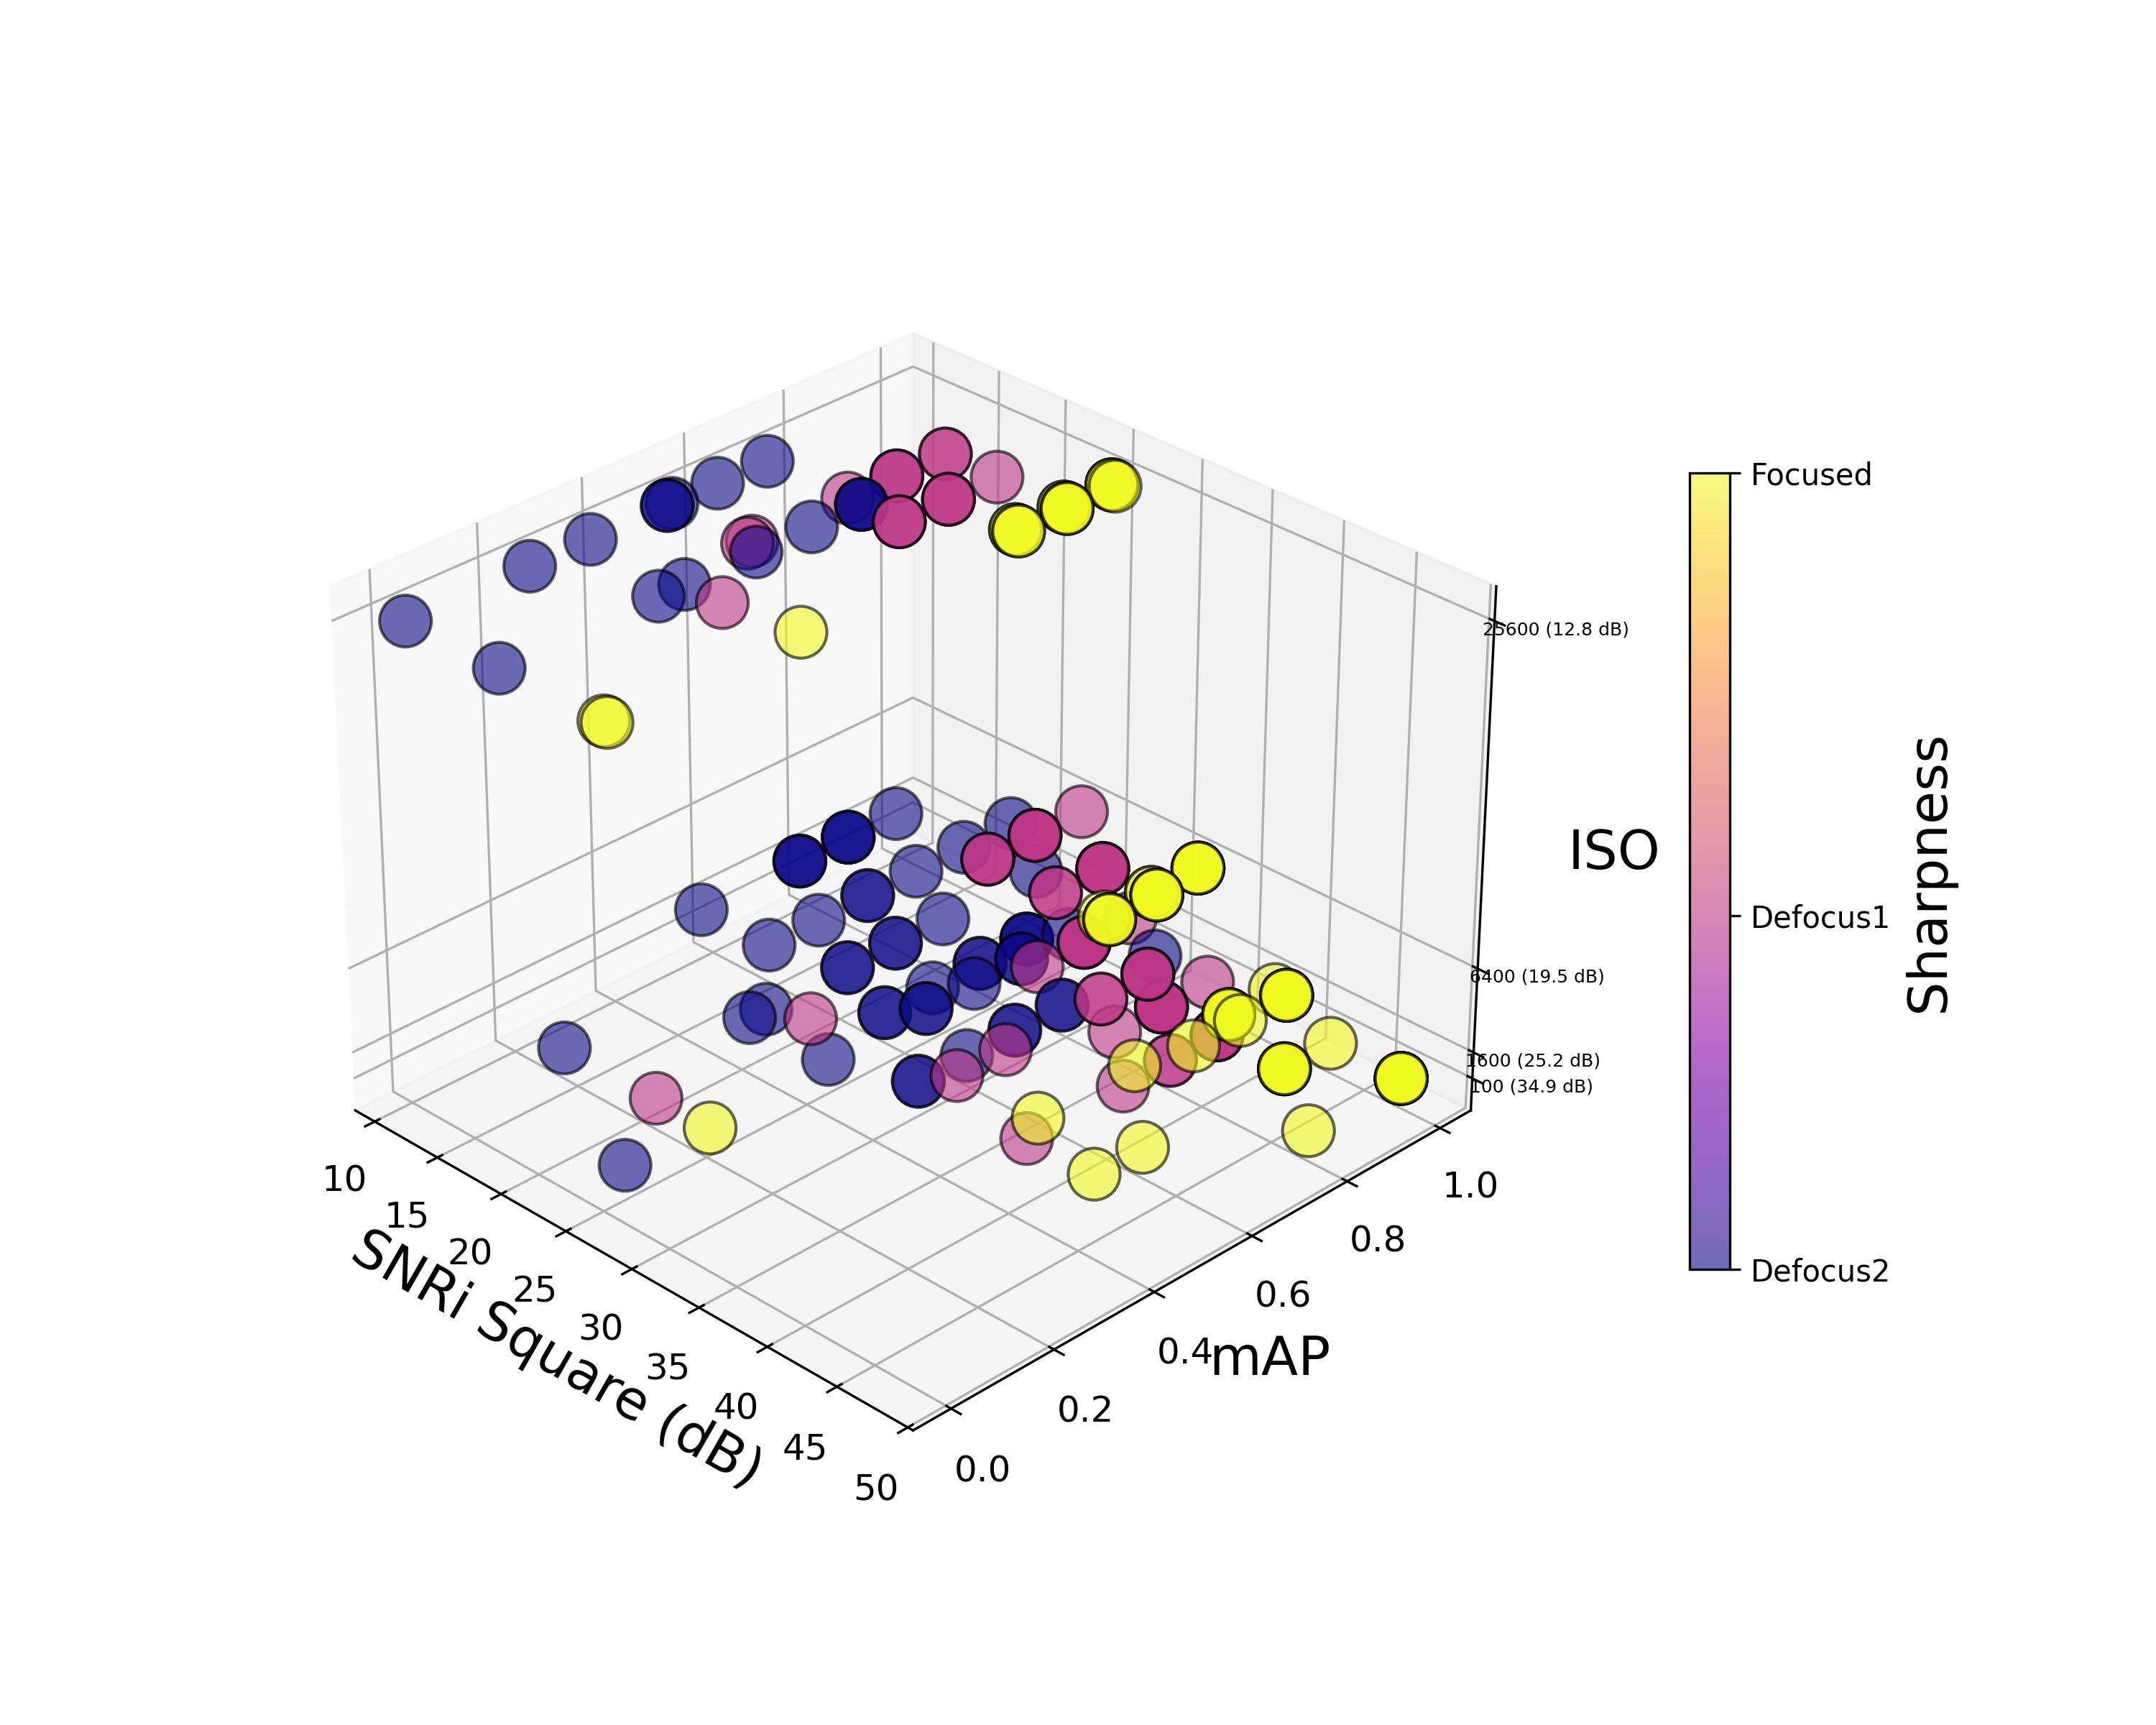 Focused
Defocus1
Defocus2
Sharpness
25600 (12.8 dB)
6400 (19.5 dB)
1600 (25.2 dB)
100 (34.9 dB)
ISO
10
15
20
25
30
35
40
45
50
SNRi Square (dB)
0.0
0.2
0.4
0.6
0.8
1.0
mAP